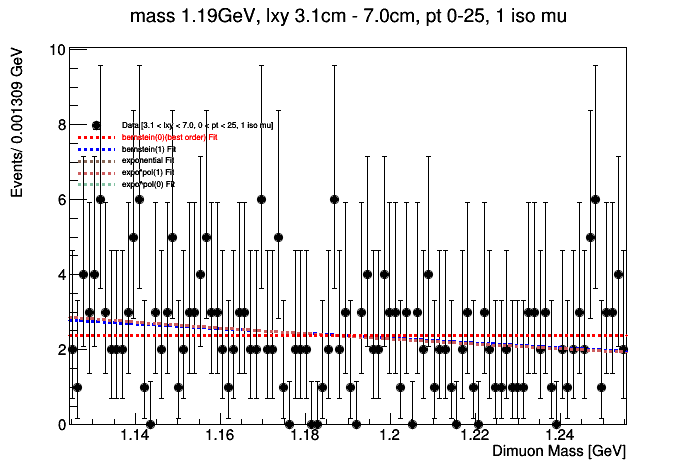 mass 1.19GeV, lxy 3.1cm - 7.0cm, pt 0-25, 1 iso mu
Events/ 0.001309 GeV
10
8
6
4
2
0
Data [3.1 < lxy < 7.0, 0 < pt < 25, 1 iso mu]
bernstein(0)(best order) Fit
bernstein(1) Fit
exponential Fit
expo*pol(1) Fit
expo*pol(0) Fit
1.14 1.16 1.18 1.2 1.22 1.24
Dimuon Mass [GeV]